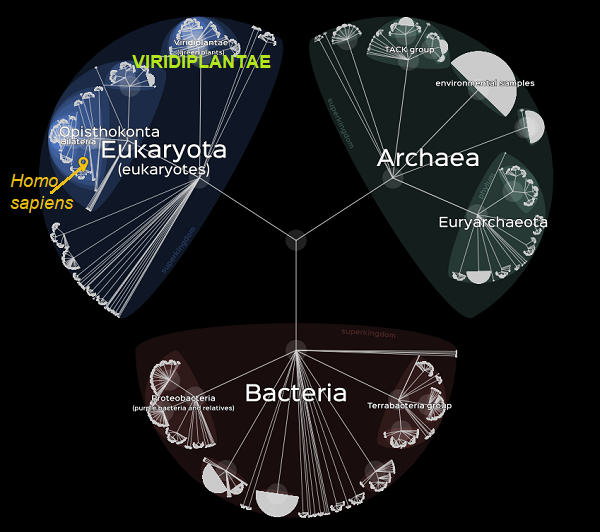 Viridiplantae
(green plants)
VIRIDIPLANTAE
Opisthokonta
Bilateria
Eukaryota
(eukaryotes)
Homo
sapiens
superkingdom
TACK group
environmental samples
superkingdom
Archaea
Euryarchaeota
superkingdom
Bacteria
Proteobacteria
(purple bacteria and relatives)
Terrabacteria group